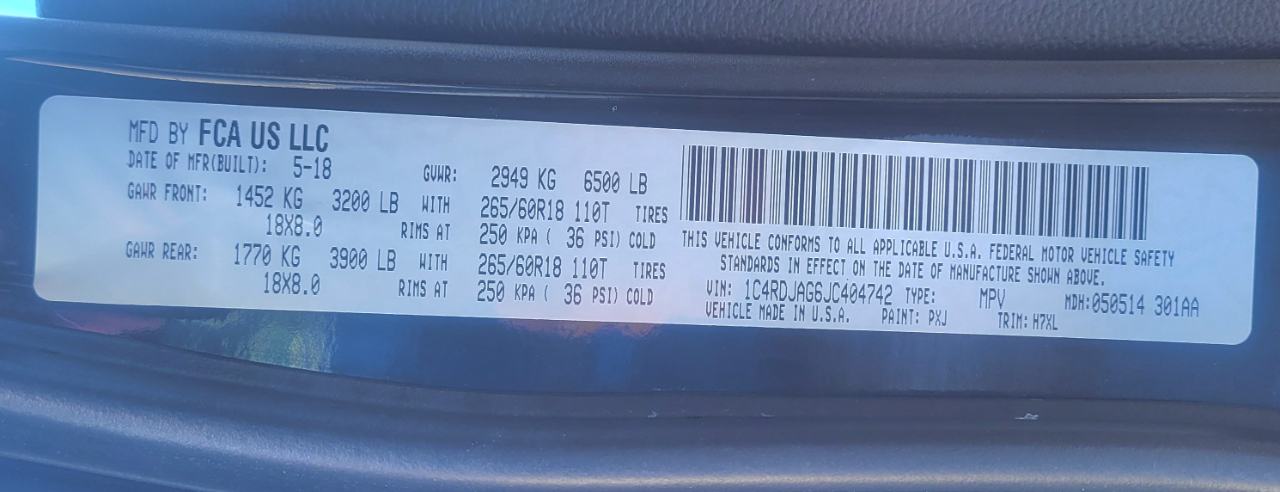 MFD BY FCA US LLC
DATE OF MFR(BUILT): 5-18 GVWR: 2949 KG 6500 LB
GAWR FRONT: 1452 KG 3200 LB WITH 265/60R18 110T TIRES
18X8.0 RIMS AT 250 KPA ( 36 PSI) COLD
GAWR REAR: 1770 KG 3900 LB WITH 265/60R18 110T TIRES
18X8.0 RIMS AT 250 KPA ( 36 PSI) COLD
THIS VEHICLE CONFORMS TO ALL APPLICABLE U.S.A. FEDERAL MOTOR VEHICLE SAFETY
STANDARDS IN EFFECT ON THE DATE OF MANUFACTURE SHOWN ABOVE.
VIN: 1C4RDJAG6JC404742 TYPE: MPV MDH:050514 301AA
VEHICLE MADE IN U.S.A. PAINT: PXJ TRIM: H7XL